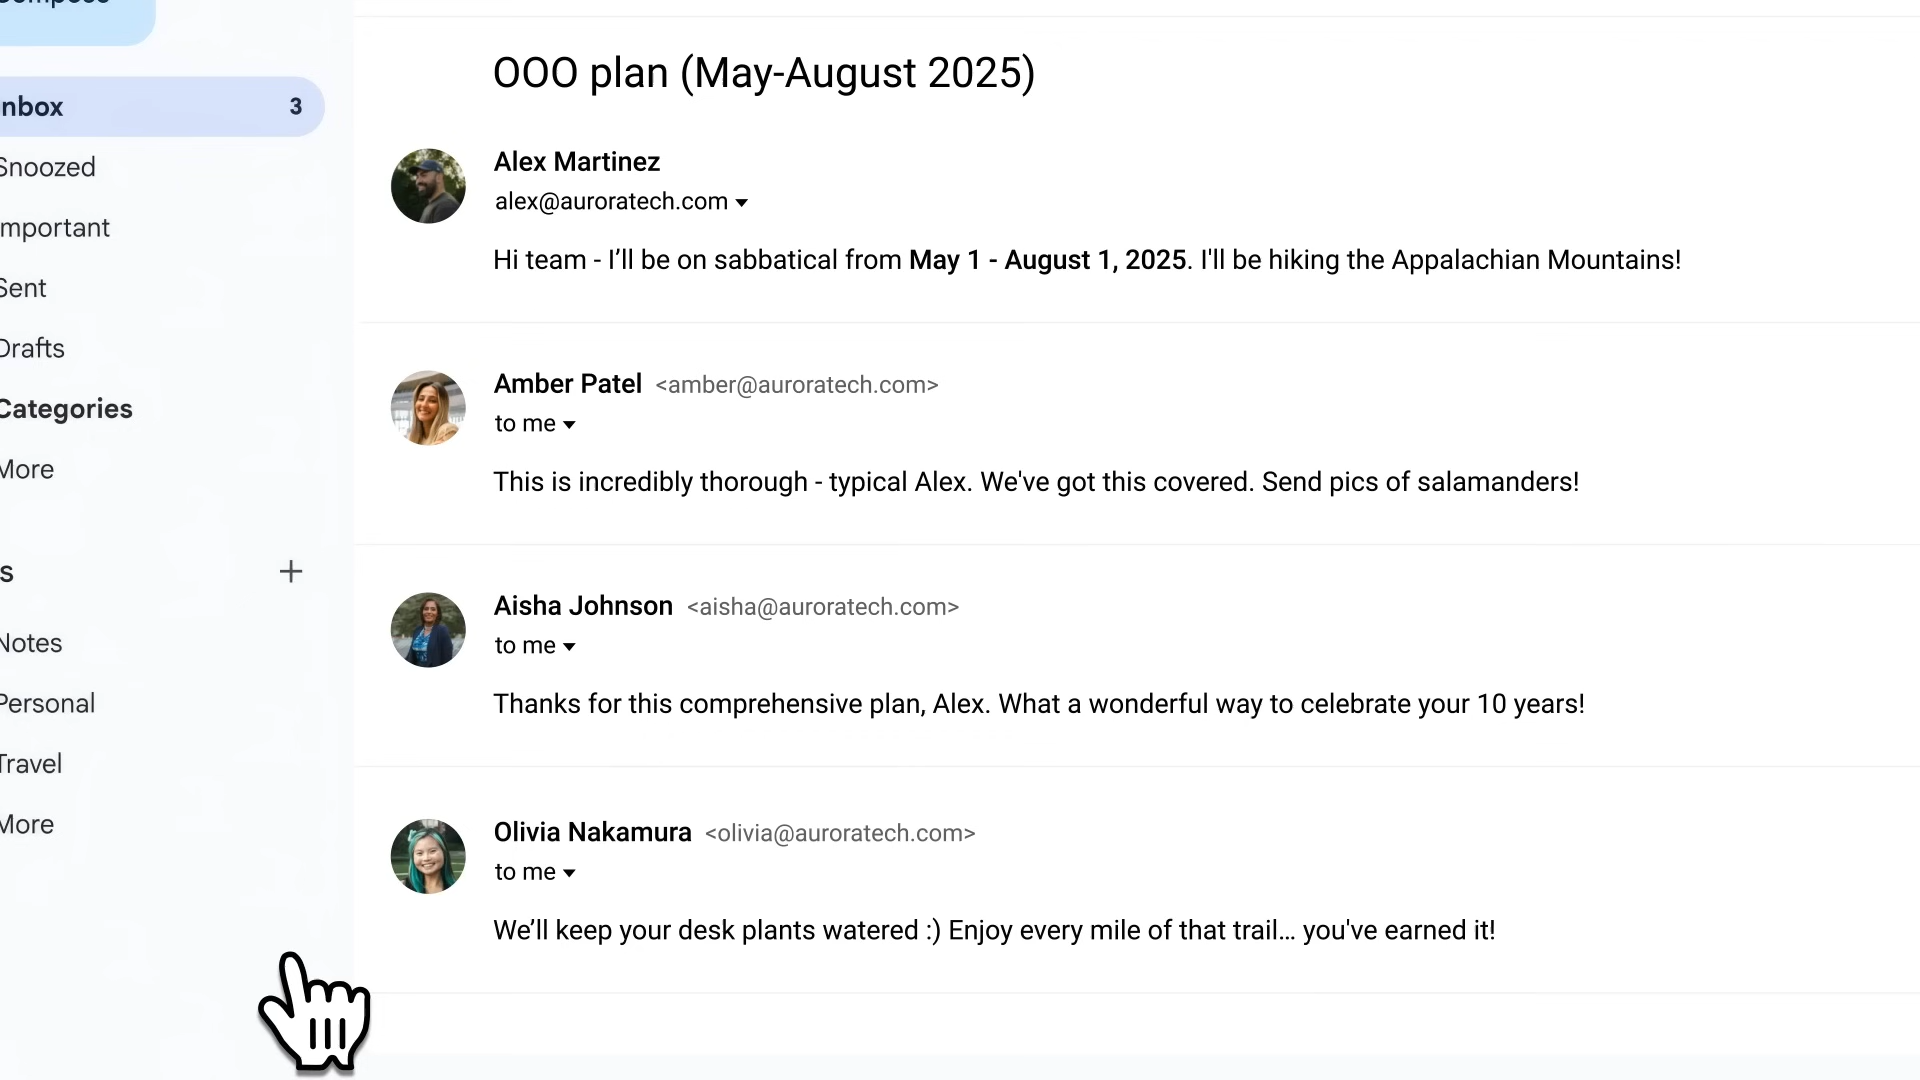 Compose
nbox 3
Snoozed
mportant
Sent
Drafts
Categories
More
s +
Notes
Personal
Travel
More
OOO plan (May-August 2025)
Alex Martinez
alex@auroratech.com
Hi team - I’ll be on sabbatical from May 1 - August 1, 2025. I'll be hiking the Appalachian Mountains!
Amber Patel <amber@auroratech.com>
to me
This is incredibly thorough - typical Alex. We've got this covered. Send pics of salamanders!
Aisha Johnson <aisha@auroratech.com>
to me
Thanks for this comprehensive plan, Alex. What a wonderful way to celebrate your 10 years!
Olivia Nakamura <olivia@auroratech.com>
to me
We’ll keep your desk plants watered :) Enjoy every mile of that trail... you've earned it!